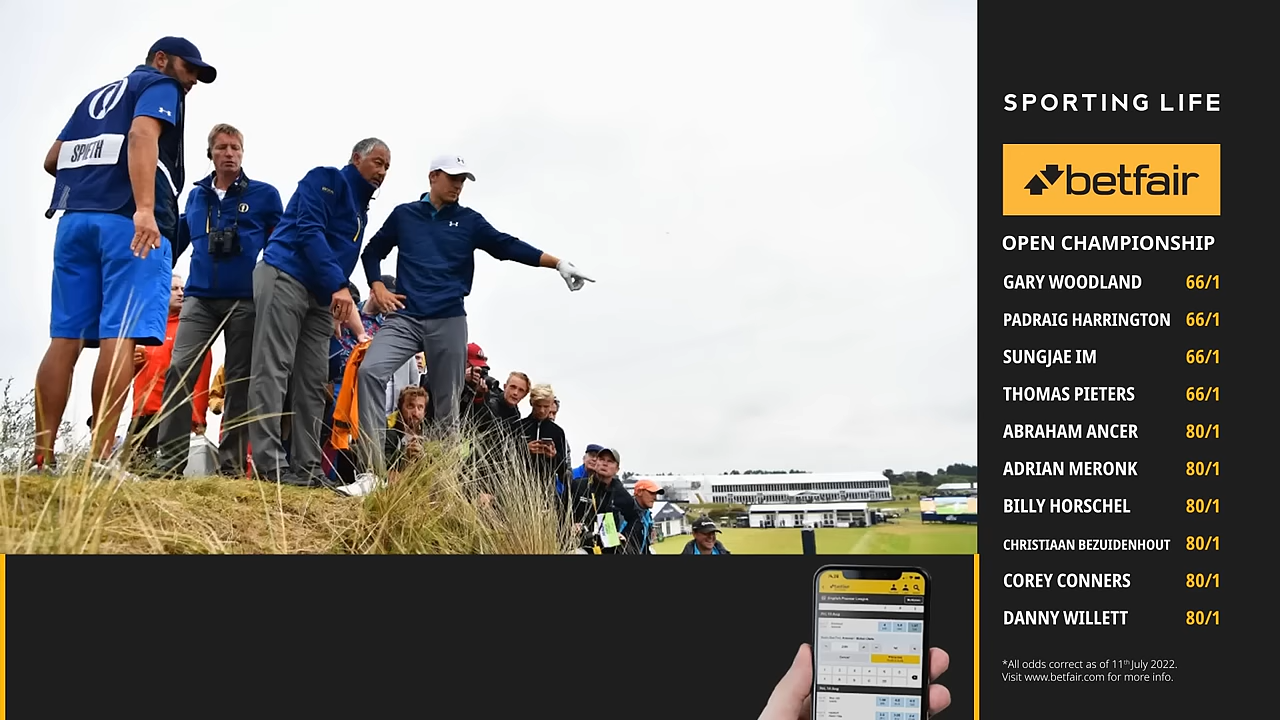 SPIETH
SPORTING LIFE
betfair
OPEN CHAMPIONSHIP
GARY WOODLAND 66/1
PADRAIG HARRINGTON 66/1
SUNGJAE IM 66/1
THOMAS PIETERS 66/1
ABRAHAM ANCER 80/1
ADRIAN MERONK 80/1
BILLY HORSCHEL 80/1
CHRISTIAAN BEZUIDENHOUT 80/1
COREY CONNERS 80/1
DANNY WILLETT 80/1
*All odds correct as of 11th July 2022.
Visit www.betfair.com for more info.
English Premier League